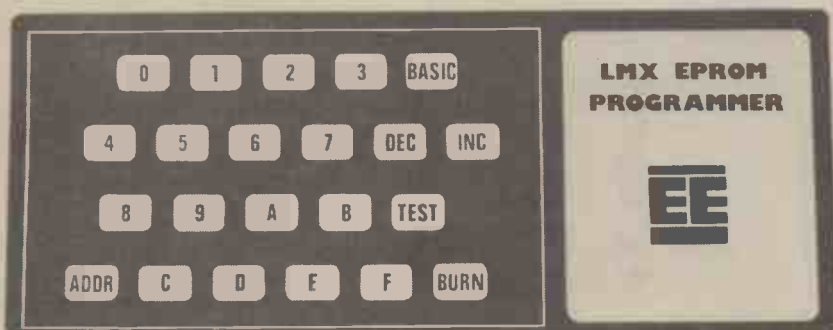 0 1 2 3 BASIC
4 5 6 7 DEC INC
8 9 A B TEST
ADDR C D E F BURN
LMX EPROM
PROGRAMMER
EE